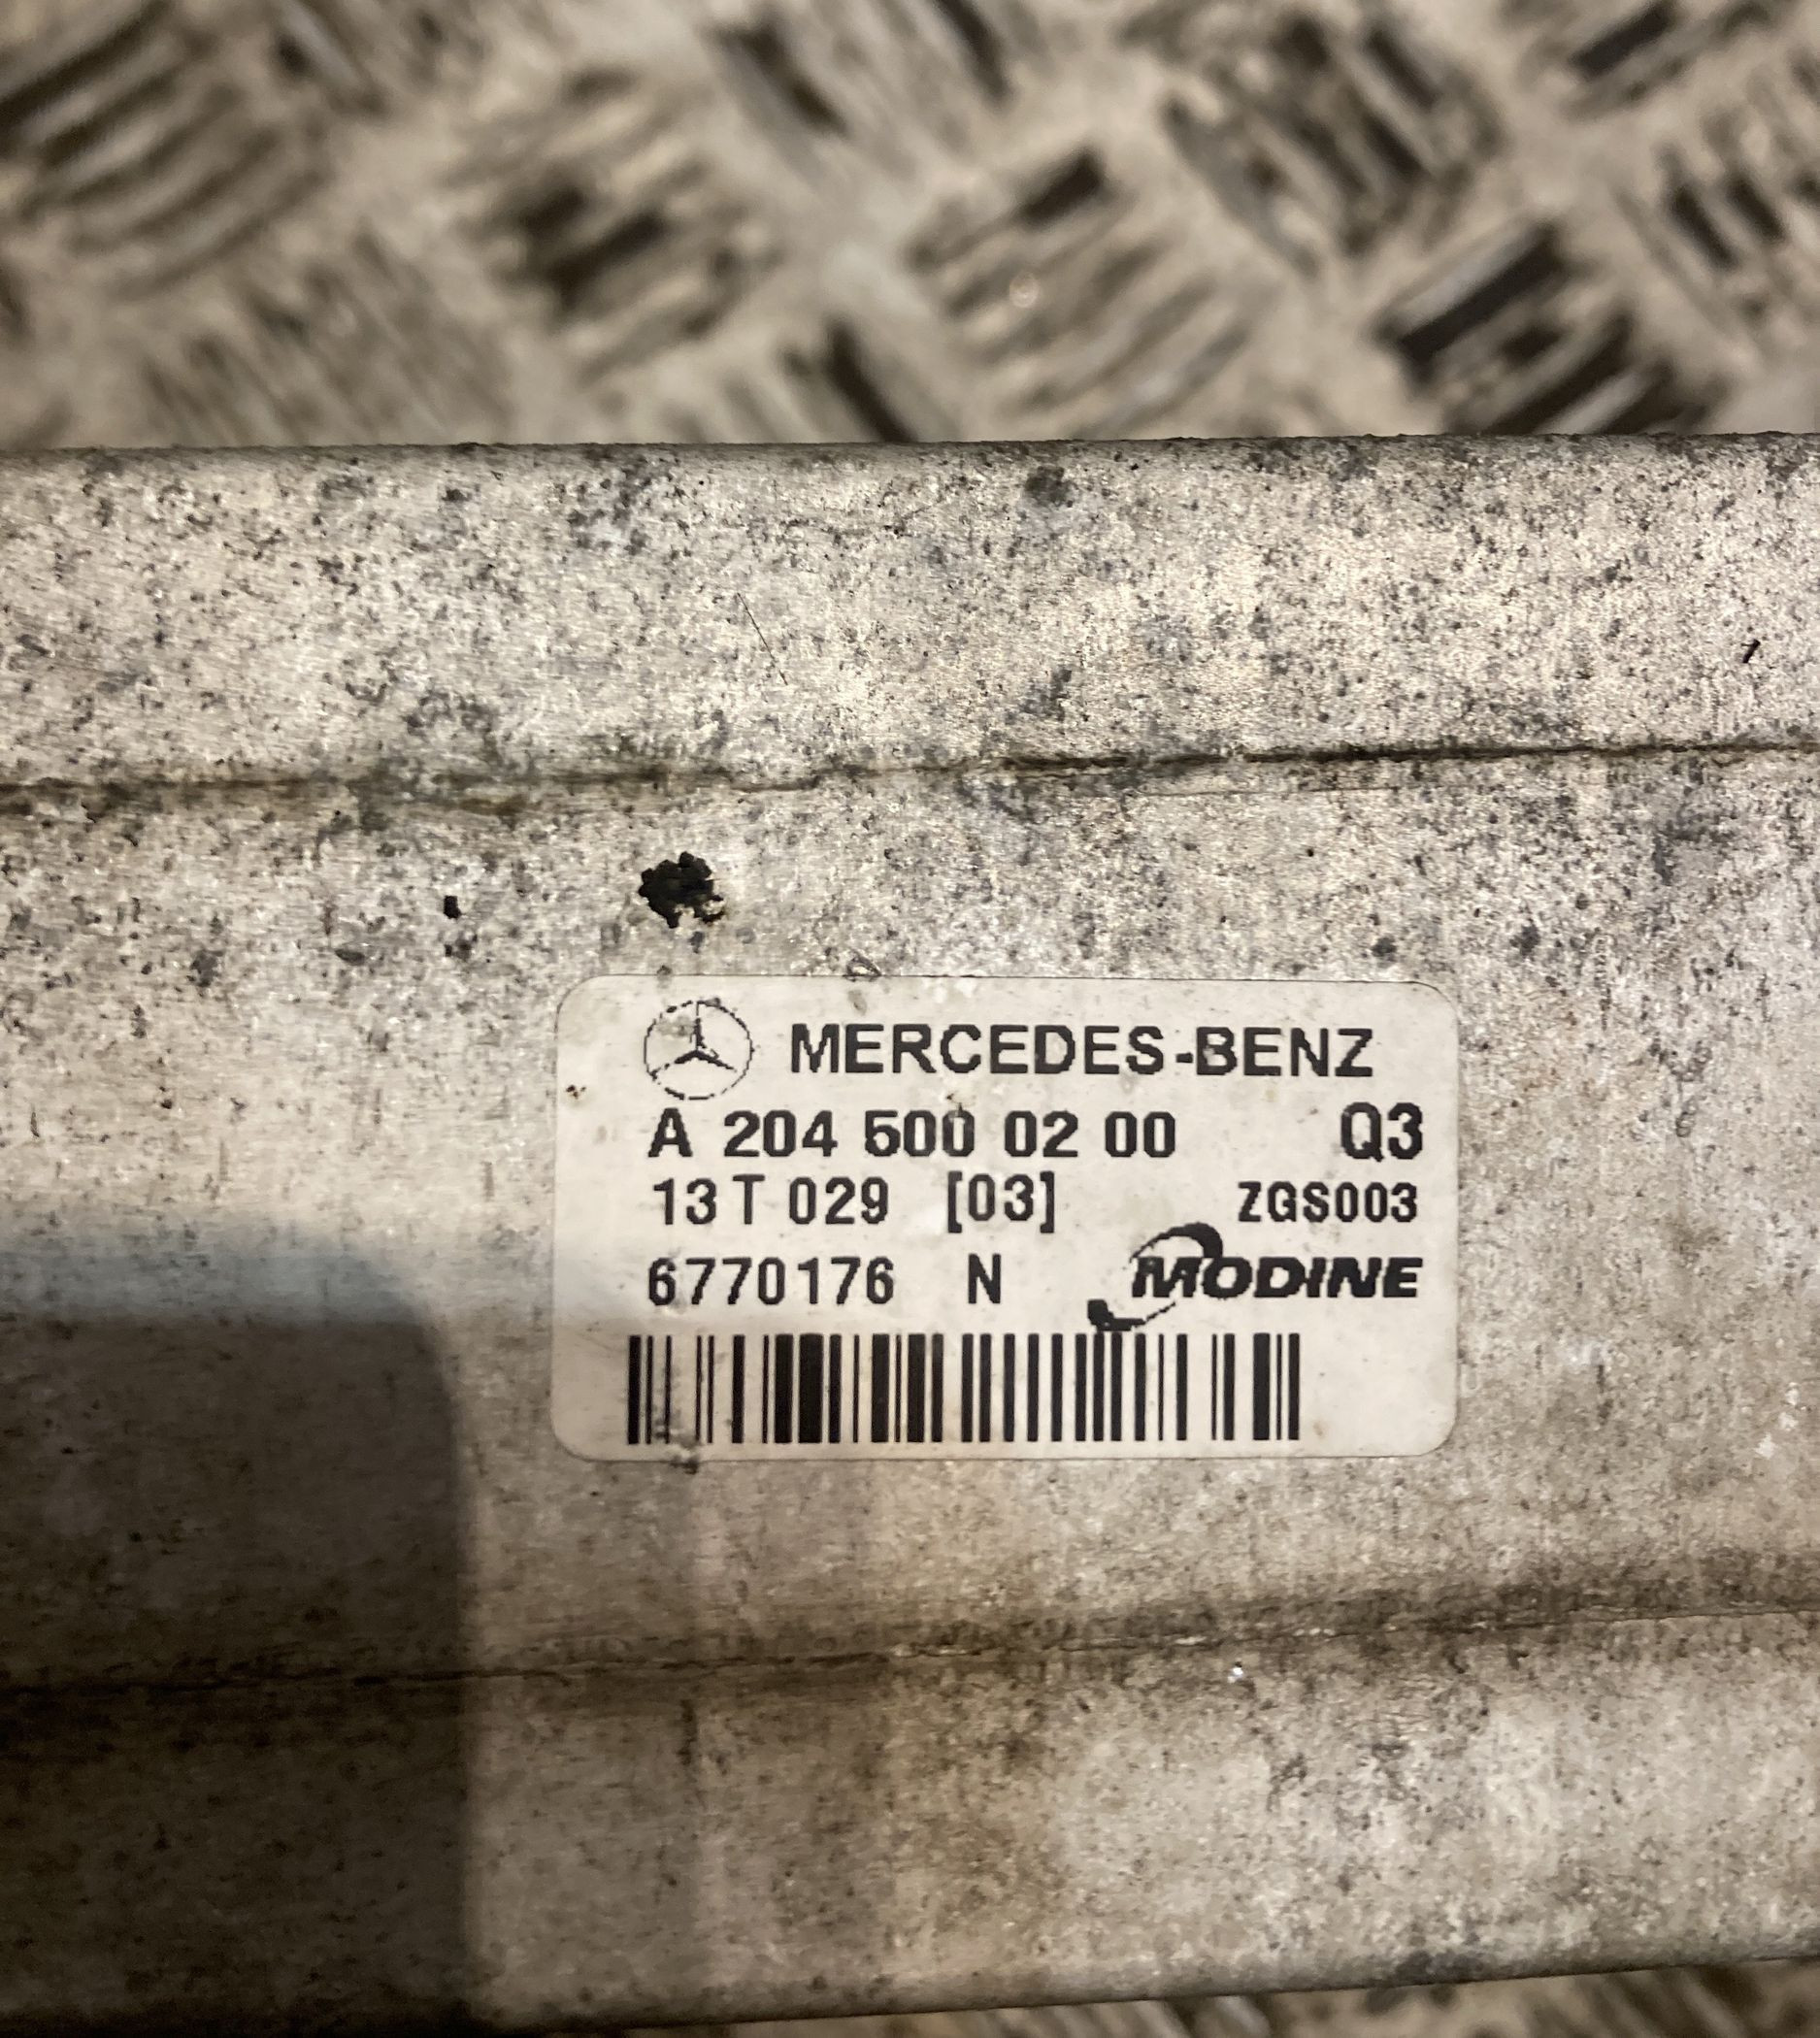 MERCEDES-BENZ
A 204 500 02 00 Q3
13 T 029 [03] ZGS003
6770176 N MODINE